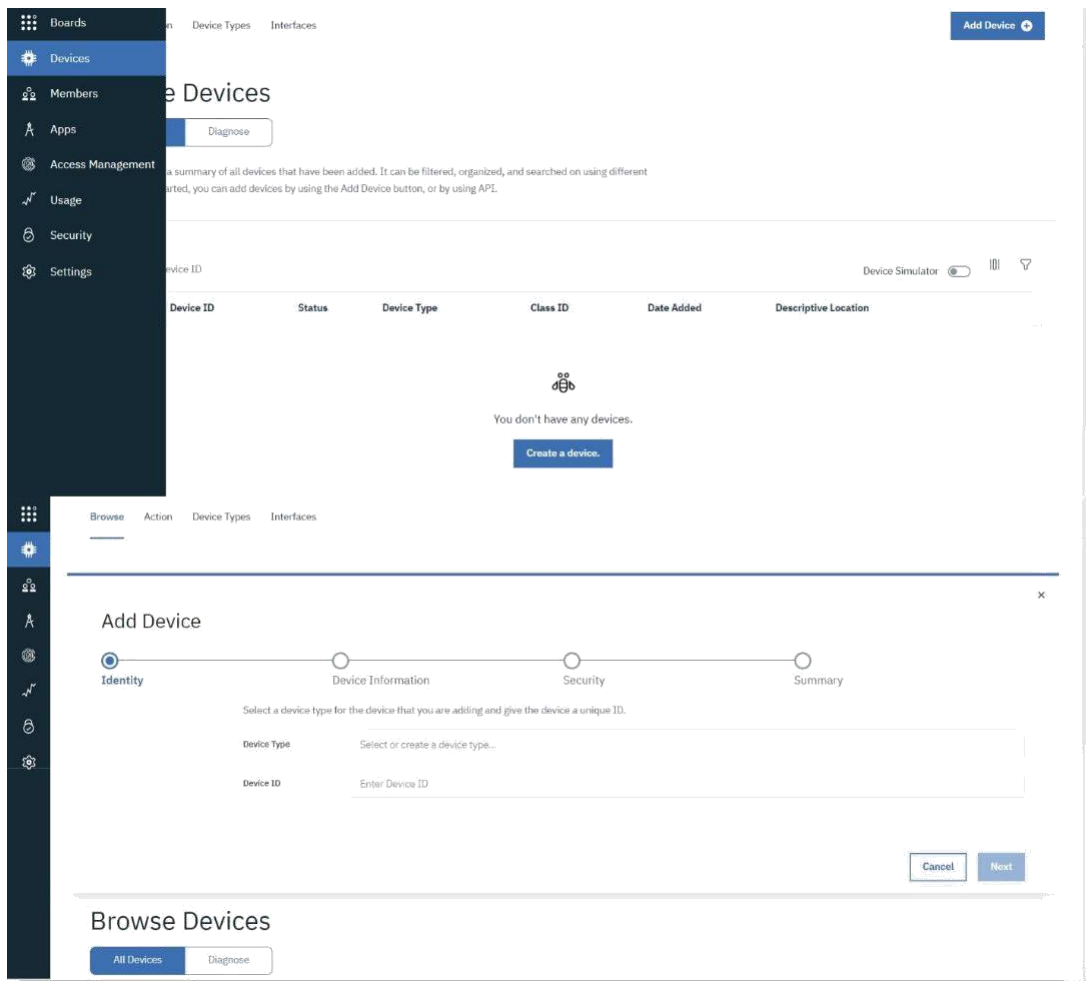 Boards
n Device Types Interfaces
Add Device
Devices
Members
e Devices
Apps
Diagnose
Access Management
a summary of all devices that have been added. It can be filtered, organized, and searched on using different
arted, you can add devices by using the Add Device button, or by using API.
Usage
Security
Settings
evice ID
Device Simulator
Device ID Status Device Type Class ID Date Added Descriptive Location
You don't have any devices.
Create a device.
Browse Action Device Types Interfaces
×
Add Device
Identity Device Information Security Summary
Select a device type for the device that you are adding and give the device a unique ID.
Device Type Select or create a device type...
Device ID Enter Device ID
Cancel Next
Browse Devices
All Devices Diagnose